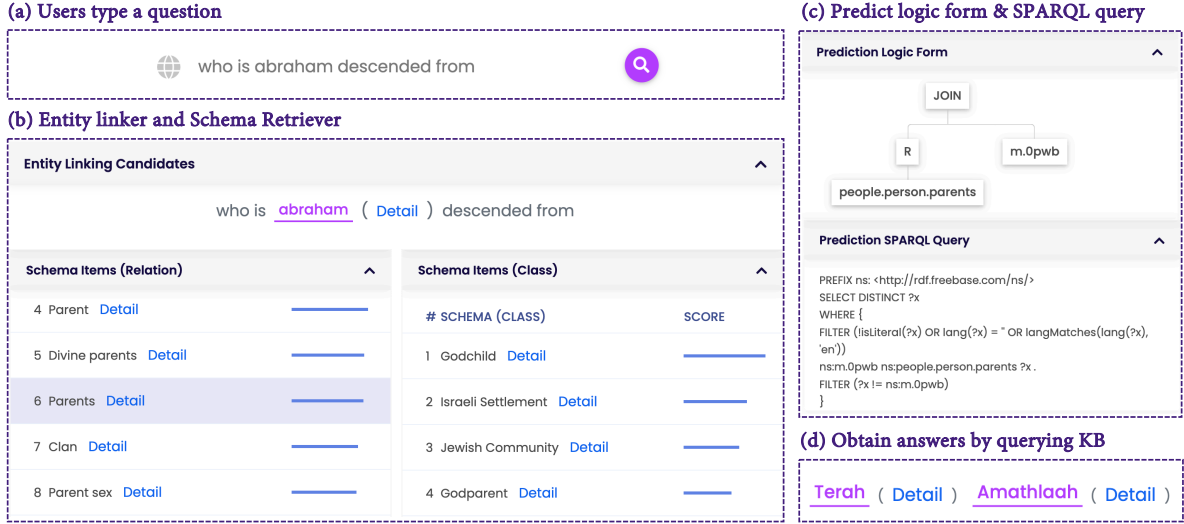 (a) Users type a question
who is abraham descended from
(b) Entity linker and Schema Retriever
Entity Linking Candidates
who is abraham ( Detail ) descended from
Schema Items (Relation)
4 Parent Detail
5 Divine parents Detail
6 Parents Detail
7 Clan Detail
8 Parent sex Detail
Schema Items (Class)
# SCHEMA (CLASS) SCORE
1 Godchild Detail
2 Israeli Settlement Detail
3 Jewish Community Detail
4 Godparent Detail
(c) Predict logic form & SPARQL query
Prediction Logic Form
JOIN
R m.0pwb
people.person.parents
Prediction SPARQL Query
PREFIX ns: <http://rdf.freebase.com/ns/>
SELECT DISTINCT ?x
WHERE {
FILTER (!isLiteral(?x) OR lang(?x) = '' OR langMatches(lang(?x),
'en'))
ns:m.0pwb ns:people.person.parents ?x .
FILTER (?x != ns:m.0pwb)
}
(d) Obtain answers by querying KB
Terah ( Detail ) Amathlaah ( Detail )